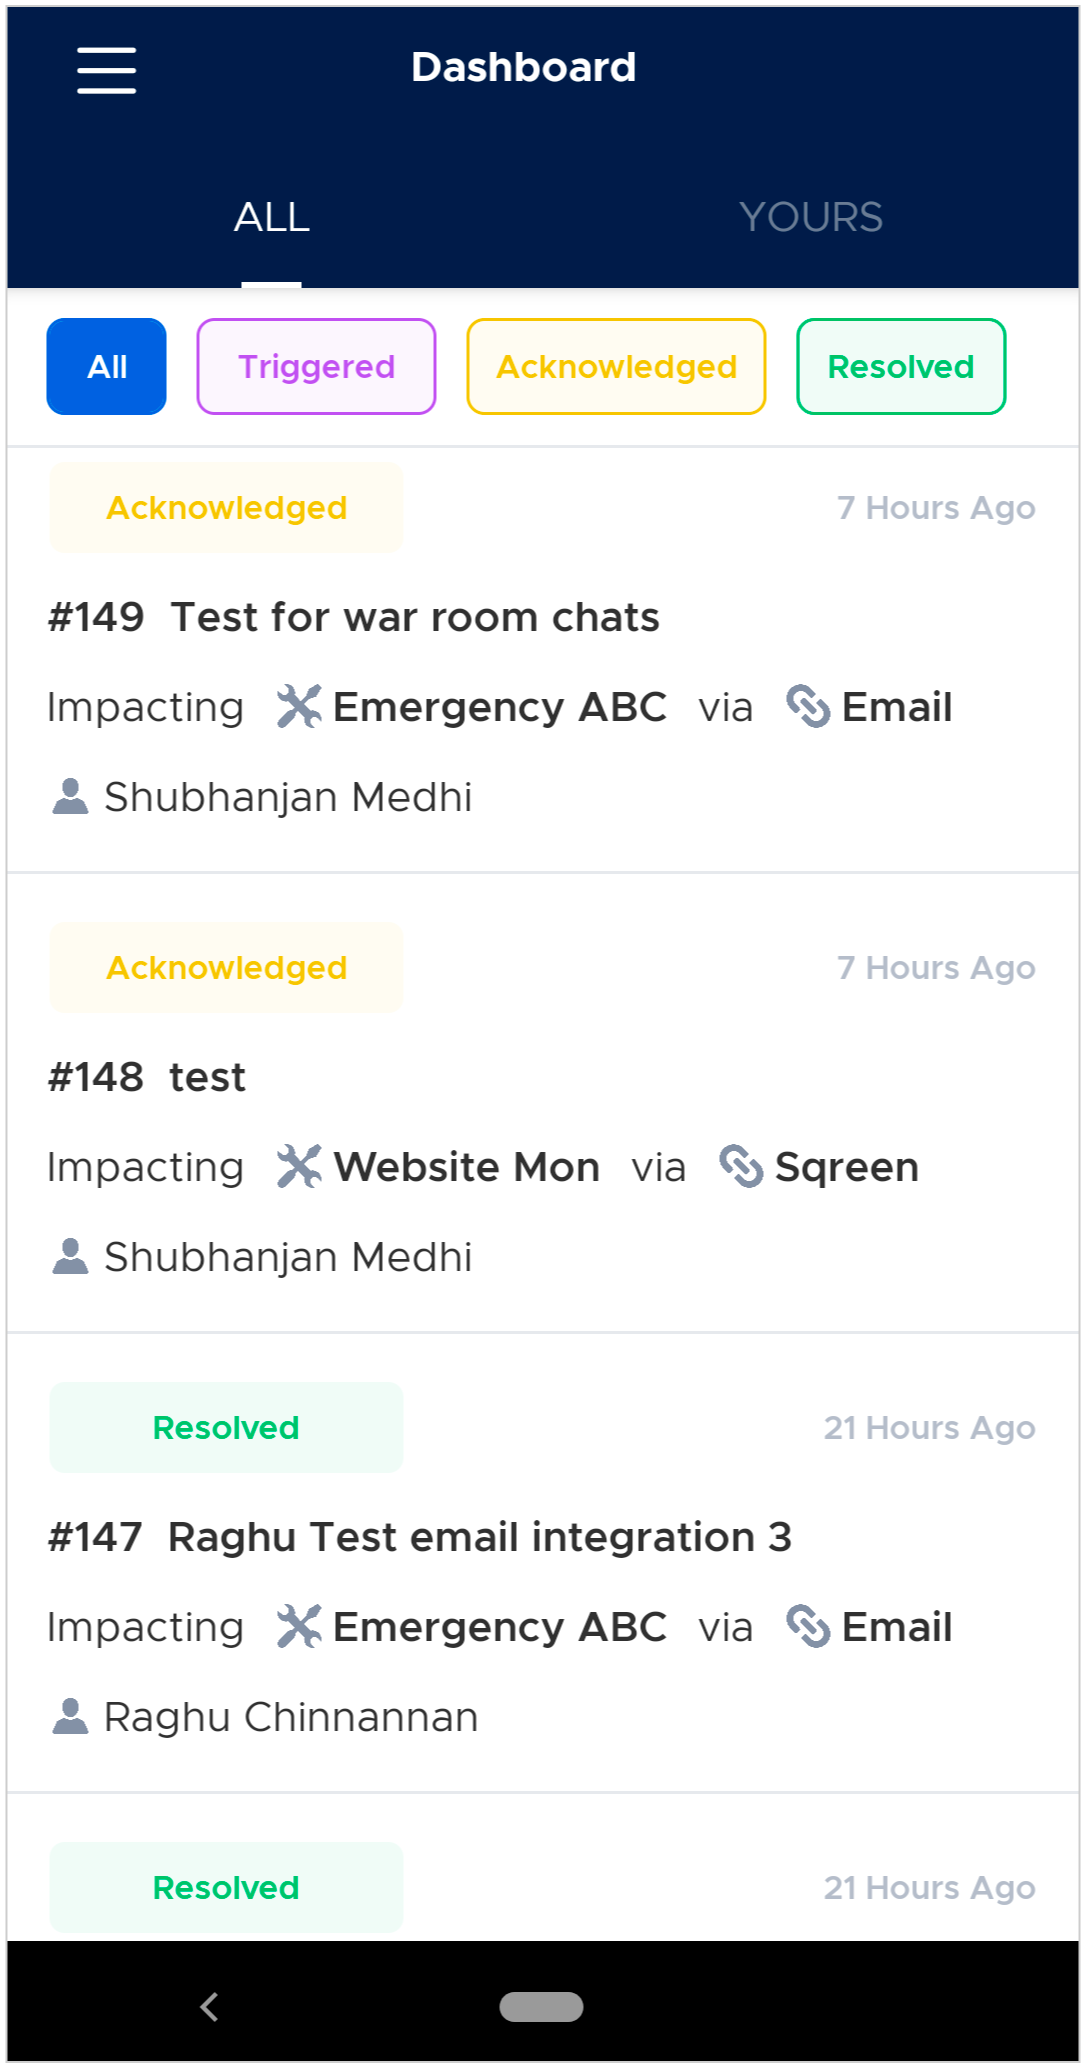 Dashboard
ALL YOURS
All Triggered Acknowledged Resolved
Acknowledged 7 Hours Ago
#149 Test for war room chats
Impacting Emergency ABC via Email
Shubhanjan Medhi
Acknowledged 7 Hours Ago
#148 test
Impacting Website Mon via Sqreen
Shubhanjan Medhi
Resolved 21 Hours Ago
#147 Raghu Test email integration 3
Impacting Emergency ABC via Email
Raghu Chinnannan
Resolved 21 Hours Ago